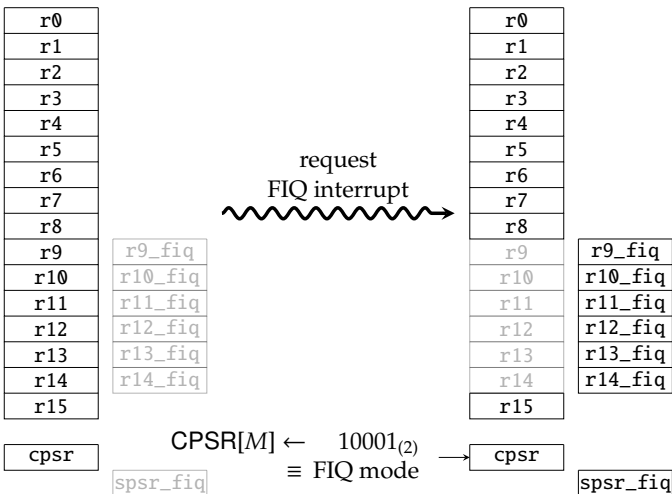 r0
r1
r2
r3
r4
r5
r6
r7
r8
r9
r10
r11
r12
r13
r14
r15
cpsr
r9_fiq
r10_fiq
r11_fiq
r12_fiq
r13_fiq
r14_fiq
spsr_fiq
request
FIQ interrupt
CPSR[M] ← 10001(2)
≡ FIQ mode
r0
r1
r2
r3
r4
r5
r6
r7
r8
r9
r10
r11
r12
r13
r14
r15
cpsr
r9_fiq
r10_fiq
r11_fiq
r12_fiq
r13_fiq
r14_fiq
spsr_fiq